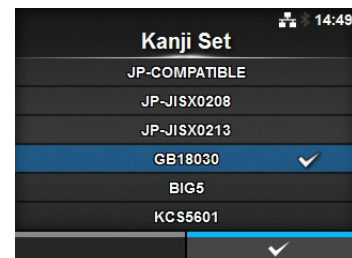 14:49
Kanji Set
JP-COMPATIBLE
JP-JISX0208
JP-JISX0213
GB18030
BIG5
KCS5601